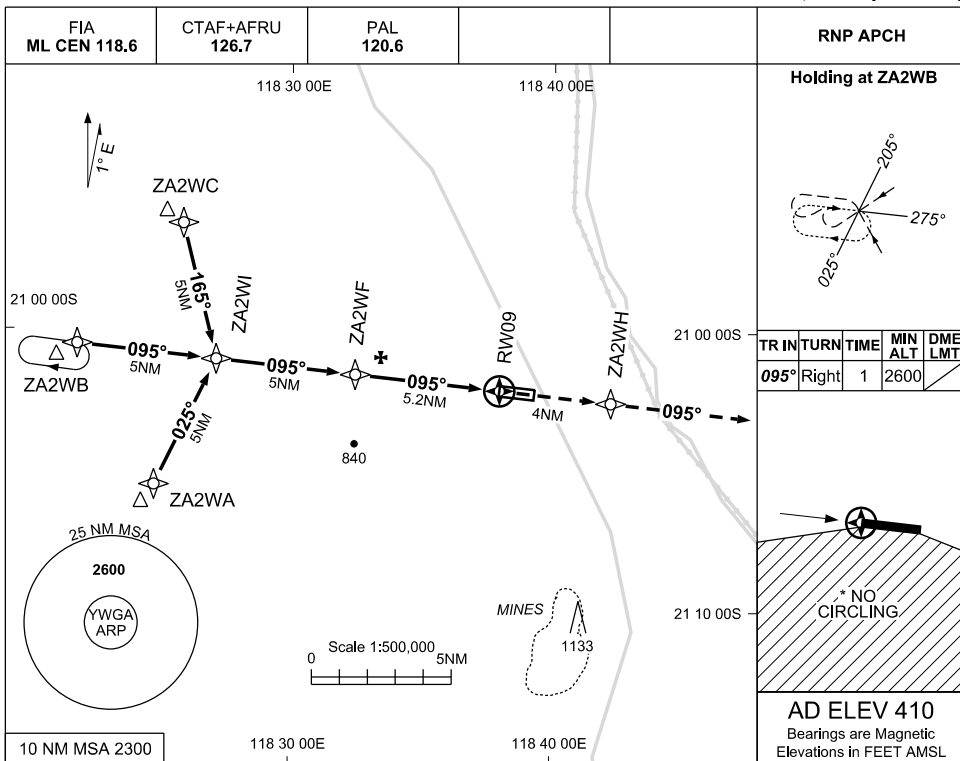 FIA
ML CEN 118.6
CTAF+AFRU
126.7
PAL
120.6
RNP APCH
118 30 00E
118 40 00E
Holding at ZA2WB
205°
275°
025°
1° E
ZA2WC
165°
5NM
ZA2WI
ZA2WF
RW09
ZA2WH
21 00 00S
21 00 00S
095°
5NM
095°
5NM
095°
5.2NM
4NM
095°
ZA2WB
025°
5NM
840
ZA2WA
TR IN TURN TIME MIN ALT DME LMT
095° Right 1 2600
25 NM MSA
2600
YWGA
ARP
MINES
1133
21 10 00S
Scale 1:500,000
0 5NM
* NO
CIRCLING
10 NM MSA 2300
118 30 00E
118 40 00E
AD ELEV 410
Bearings are Magnetic
Elevations in FEET AMSL